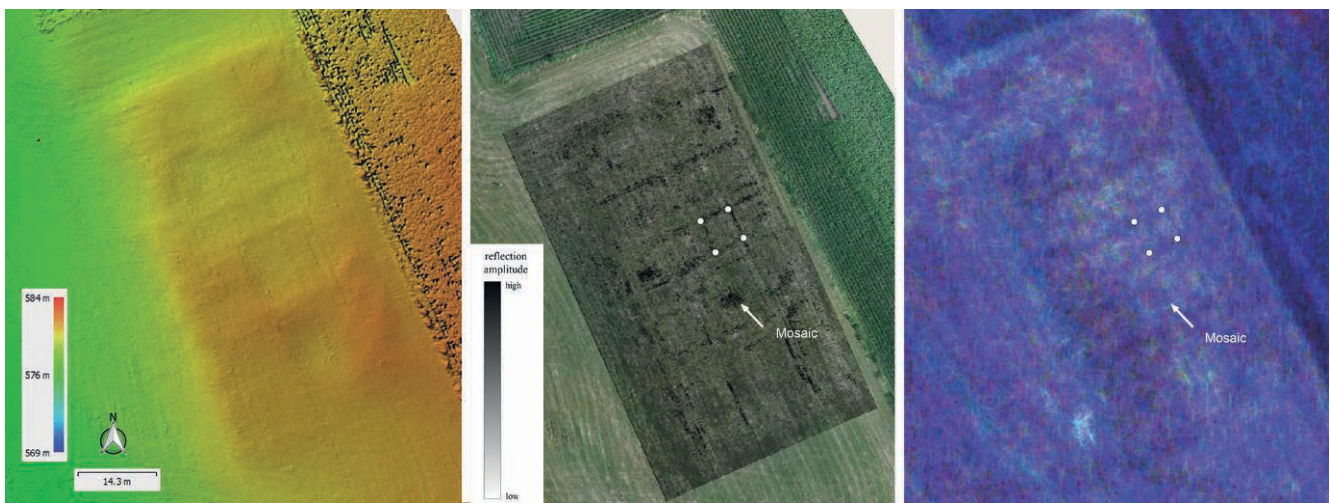 584 m
576 m
569 m
N
14.3 m
reflection
amplitude
high
low
Mosaic
Mosaic